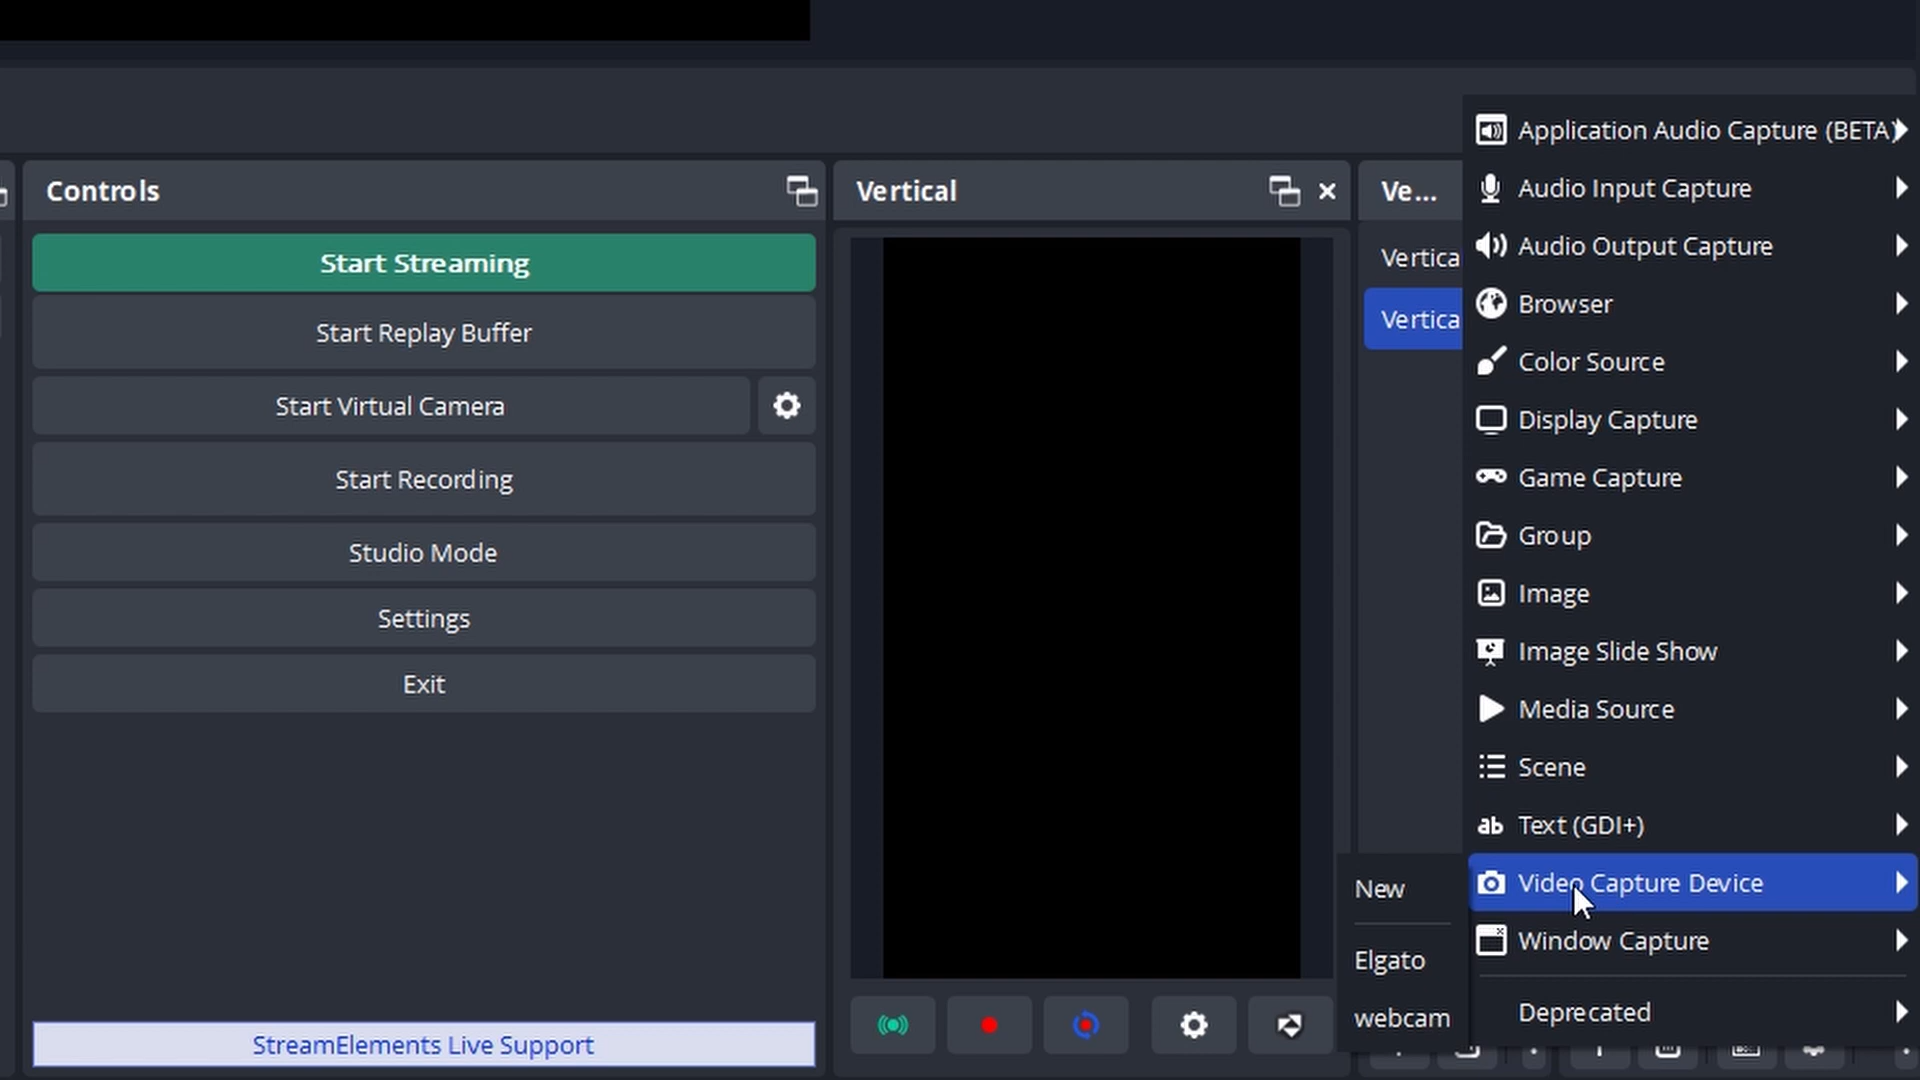 Controls
Start Streaming
Start Replay Buffer
Start Virtual Camera
Start Recording
Studio Mode
Settings
Exit
StreamElements Live Support
Vertical
Ve...
Vertica
Vertica
Application Audio Capture (BETA)
Audio Input Capture
Audio Output Capture
Browser
Color Source
Display Capture
Game Capture
Group
Image
Image Slide Show
Media Source
Scene
ab Text (GDI+)
Video Capture Device
Window Capture
Deprecated
New
Elgato
webcam